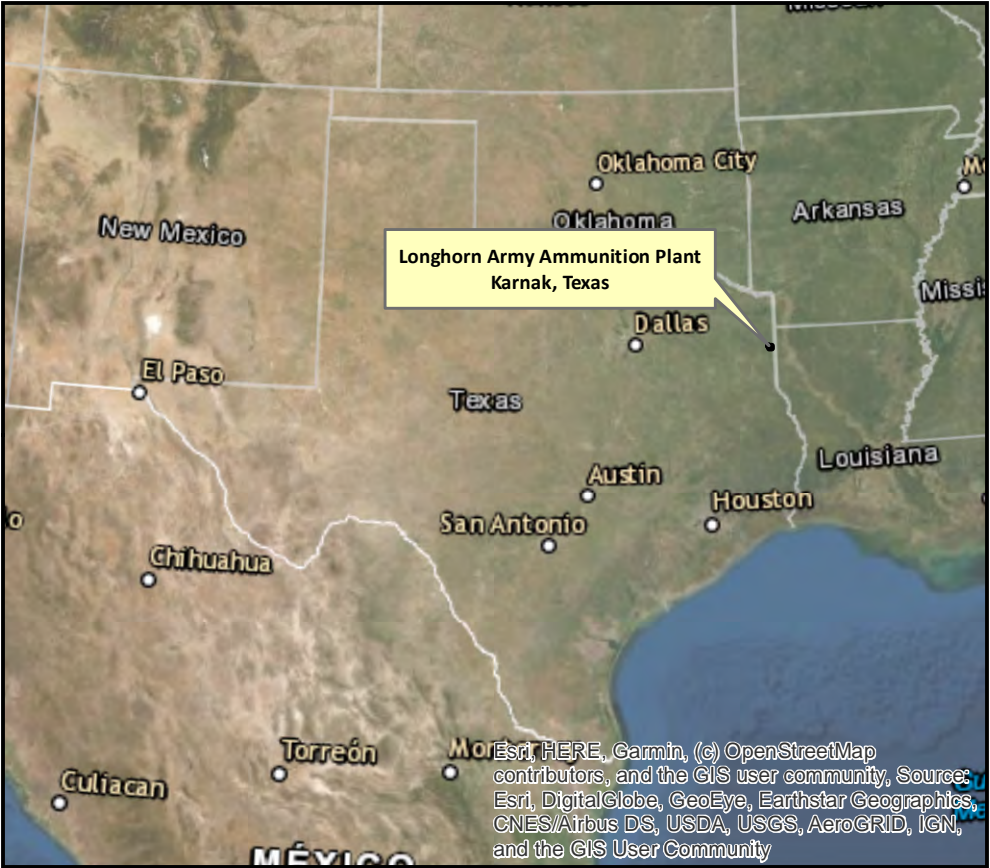 Oklahoma City
Arkansas
New Mexico
Oklahoma
Longhorn Army Ammunition Plant
Karnak, Texas
Dallas
El Paso
Texas
Louisiana
Austin
Houston
San Antonio
Chihuahua
Torreón
Culiacan
Esri, HERE, Garmin, (c) OpenStreetMap
contributors, and the GIS user community, Source:
Esri, DigitalGlobe, GeoEye, Earthstar Geographics,
CNES/Airbus DS, USDA, USGS, AeroGRID, IGN,
and the GIS User Community
MÉXICO